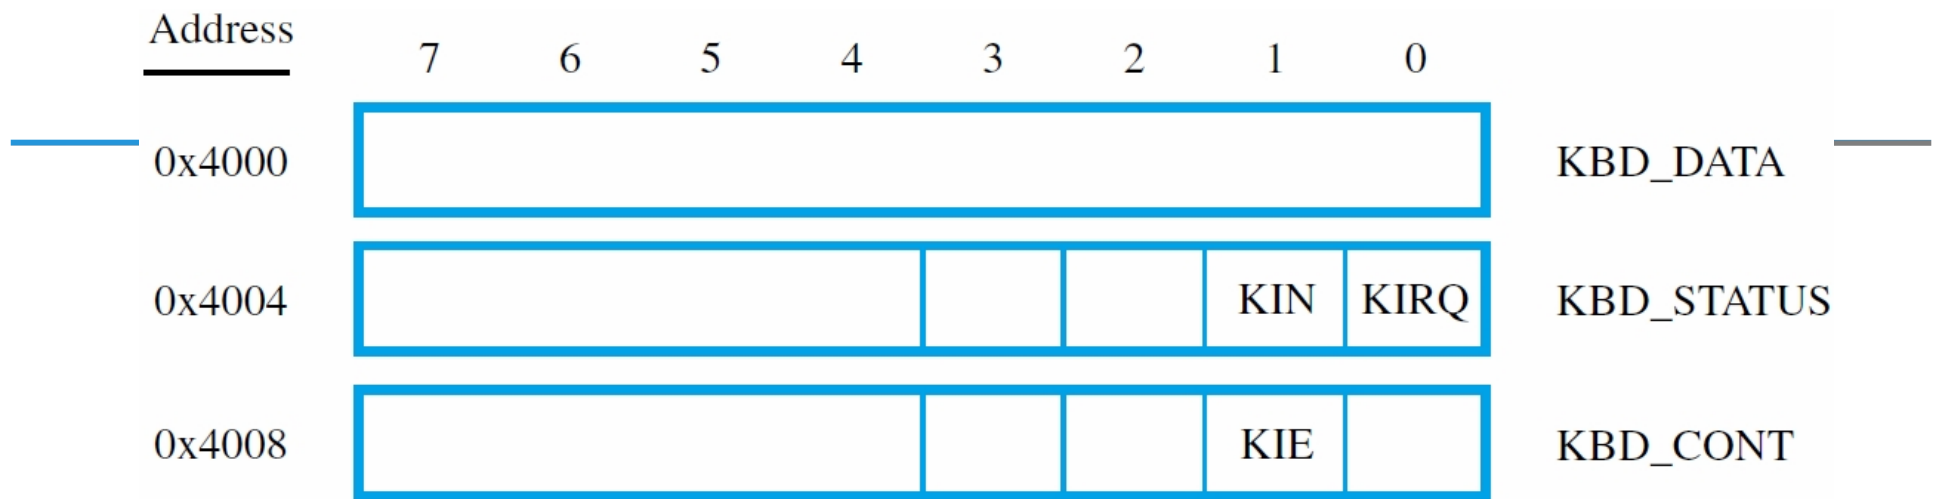 Address
7 6 5 4 3 2 1 0
0x4000 KBD_DATA
0x4004 KIN KIRQ KBD_STATUS
0x4008 KIE KBD_CONT